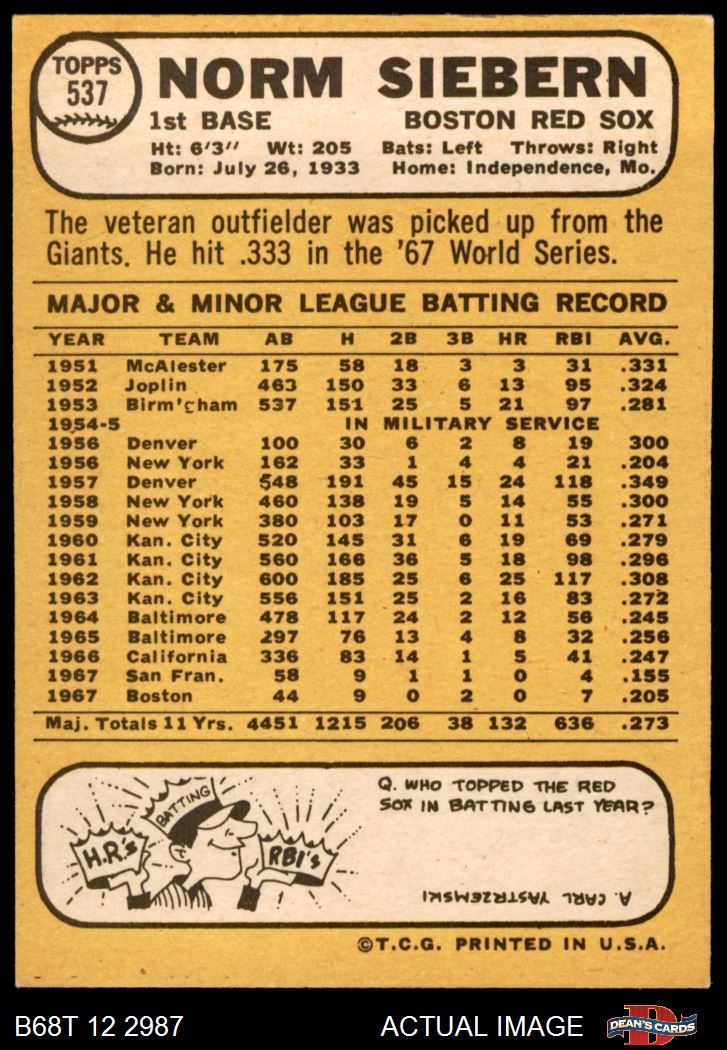 TOPPS
537
NORM SIEBERN
1st BASE BOSTON RED SOX
Ht: 6'3" Wt: 205 Bats: Left Throws: Right
Born: July 26, 1933 Home: Independence, Mo.
The veteran outfielder was picked up from the
Giants. He hit .333 in the '67 World Series.
MAJOR & MINOR LEAGUE BATTING RECORD
YEAR TEAM AB H 2B 3B HR RBI AVG.
1951 McAlester 175 58 18 3 3 31 .331
1952 Joplin 463 150 33 6 13 95 .324
1953 Birm'gham 537 151 25 5 21 97 .281
1954-5 IN MILITARY SERVICE
1956 Denver 100 30 6 2 8 19 300
1956 New York 162 33 1 4 4 21 .204
1957 Denver 548 191 45 15 24 118 .349
1958 New York 460 138 19 5 14 55 .300
1959 New York 380 103 17 0 11 53 .271
1960 Kan. City 520 145 31 6 19 69 .279
1961 Kan. City 560 166 36 5 18 98 .296
1962 Kan. City 600 185 25 6 25 117 .308
1963 Kan. City 556 151 25 2 16 83 .272
1964 Baltimore 478 117 24 2 12 56 .245
1965 Baltimore 297 76 13 4 8 32 .256
1966 California 336 83 14 1 5 41 .247
1967 San Fran. 58 9 1 1 0 4 .155
1967 Boston 44 9 0 2 0 7 .205
Maj. Totals 11 Yrs. 4451 1215 206 38 132 636 .273
BATTING
H.R.'s
RBI's
Q. WHO TOPPED THE RED
SOX IN BATTING LAST YEAR?
A. CARL YASTRZEMSKI
©T.C.G. PRINTED IN U.S.A.
B68T 12 2987 ACTUAL IMAGE
D
DEAN'S CARDS